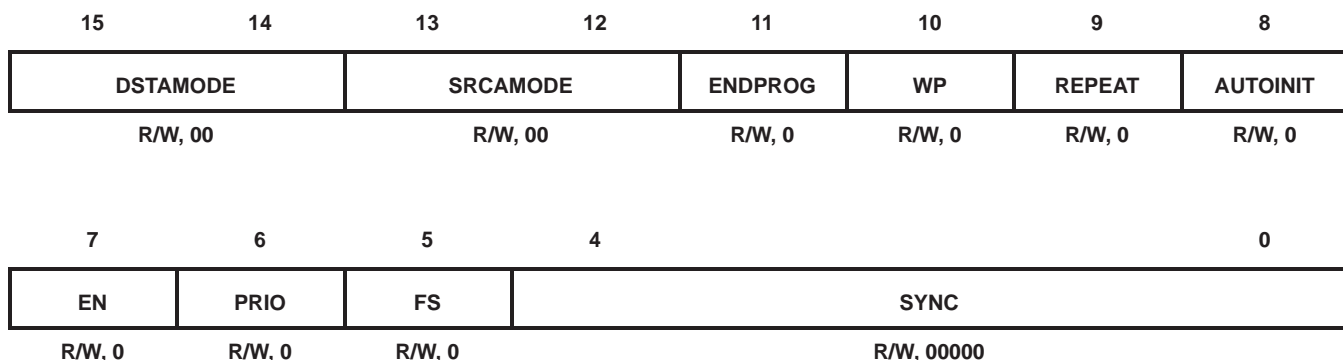 15 14 13 12 11 10 9 8
DSTAMODE SRCAMODE ENDPROG WP REPEAT AUTOINIT
R/W, 00 R/W, 00 R/W, 0 R/W, 0 R/W, 0 R/W, 0
7 6 5 4 0
EN PRIO FS SYNC
R/W, 0 R/W, 0 R/W, 0 R/W, 00000